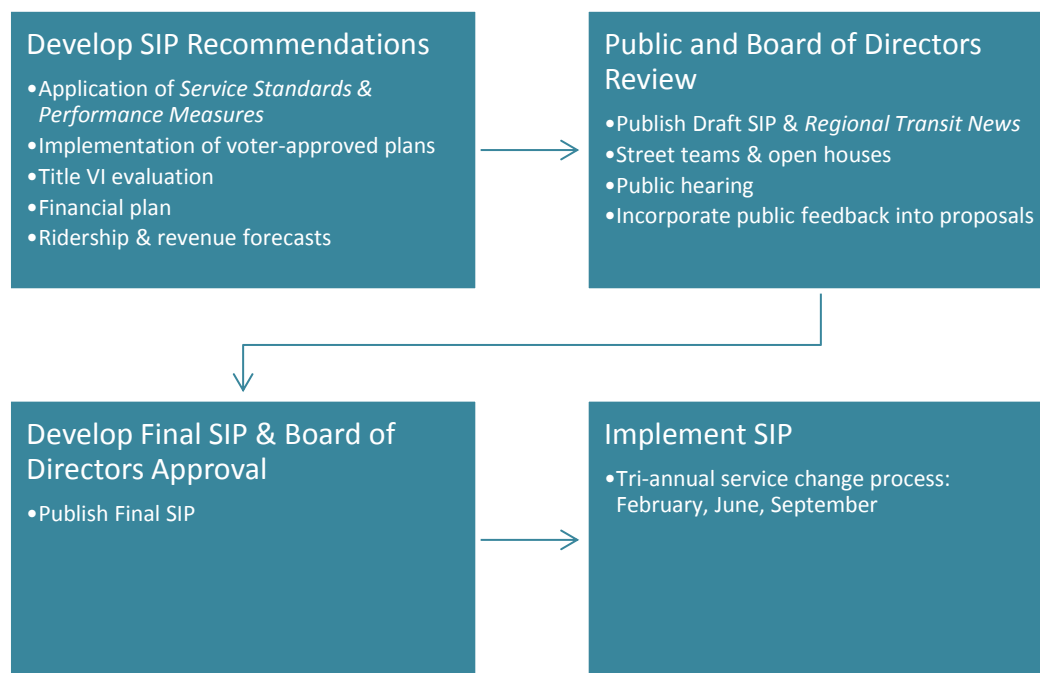 Develop SIP Recommendations
•Application of Service Standards &
Performance Measures
•Implementation of voter-approved plans
•Title VI evaluation
•Financial plan
•Ridership & revenue forecasts
Public and Board of Directors
Review
•Publish Draft SIP & Regional Transit News
•Street teams & open houses
•Public hearing
•Incorporate public feedback into proposals
Develop Final SIP & Board of
Directors Approval
•Publish Final SIP
Implement SIP
•Tri-annual service change process:
February, June, September